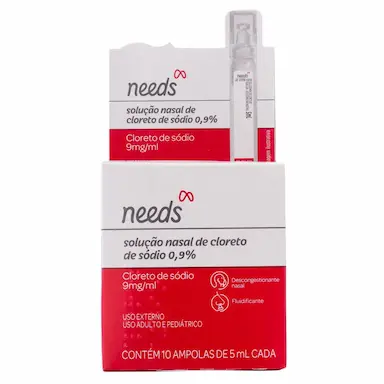 needs
solução nasal de
cloreto de sódio 0,9%
Cloreto de sódio
9mg/ml
needs
solução nasal de cloreto
de sódio 0,9%
Cloreto de sódio
9mg/ml
Descongestionante
nasal
Fluidificante
USO EXTERNO
USO ADULTO E PEDIÁTRICO
CONTÉM 10 AMPOLAS DE 5 mL CADA